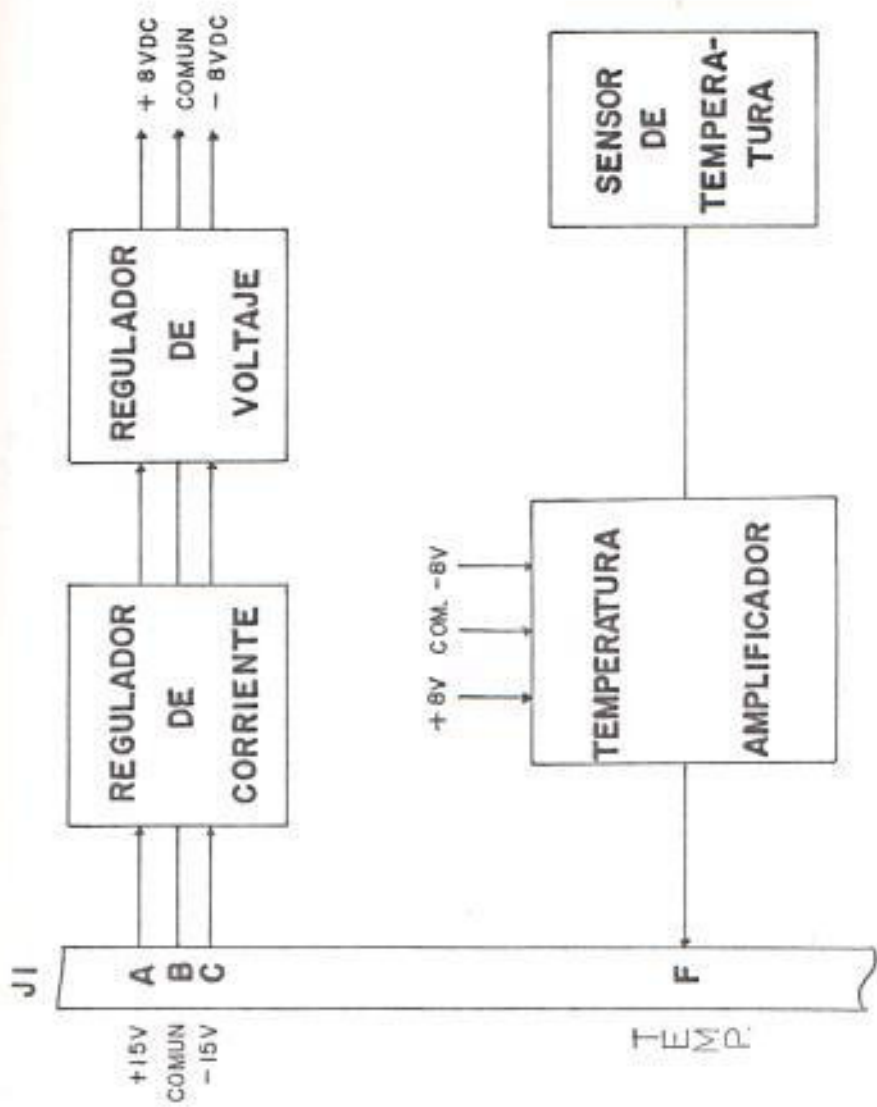 J1
+15V
COMUN
-15V
A
B
C
REGULADOR
DE
CORRIENTE
REGULADOR
DE
VOLTAJE
+8VDC
COMUN
-8VDC
TEMP.
F
+8V
COM.
-8V
TEMPERATURA
AMPLIFICADOR
SENSOR
DE
TEMPERA-
TURA